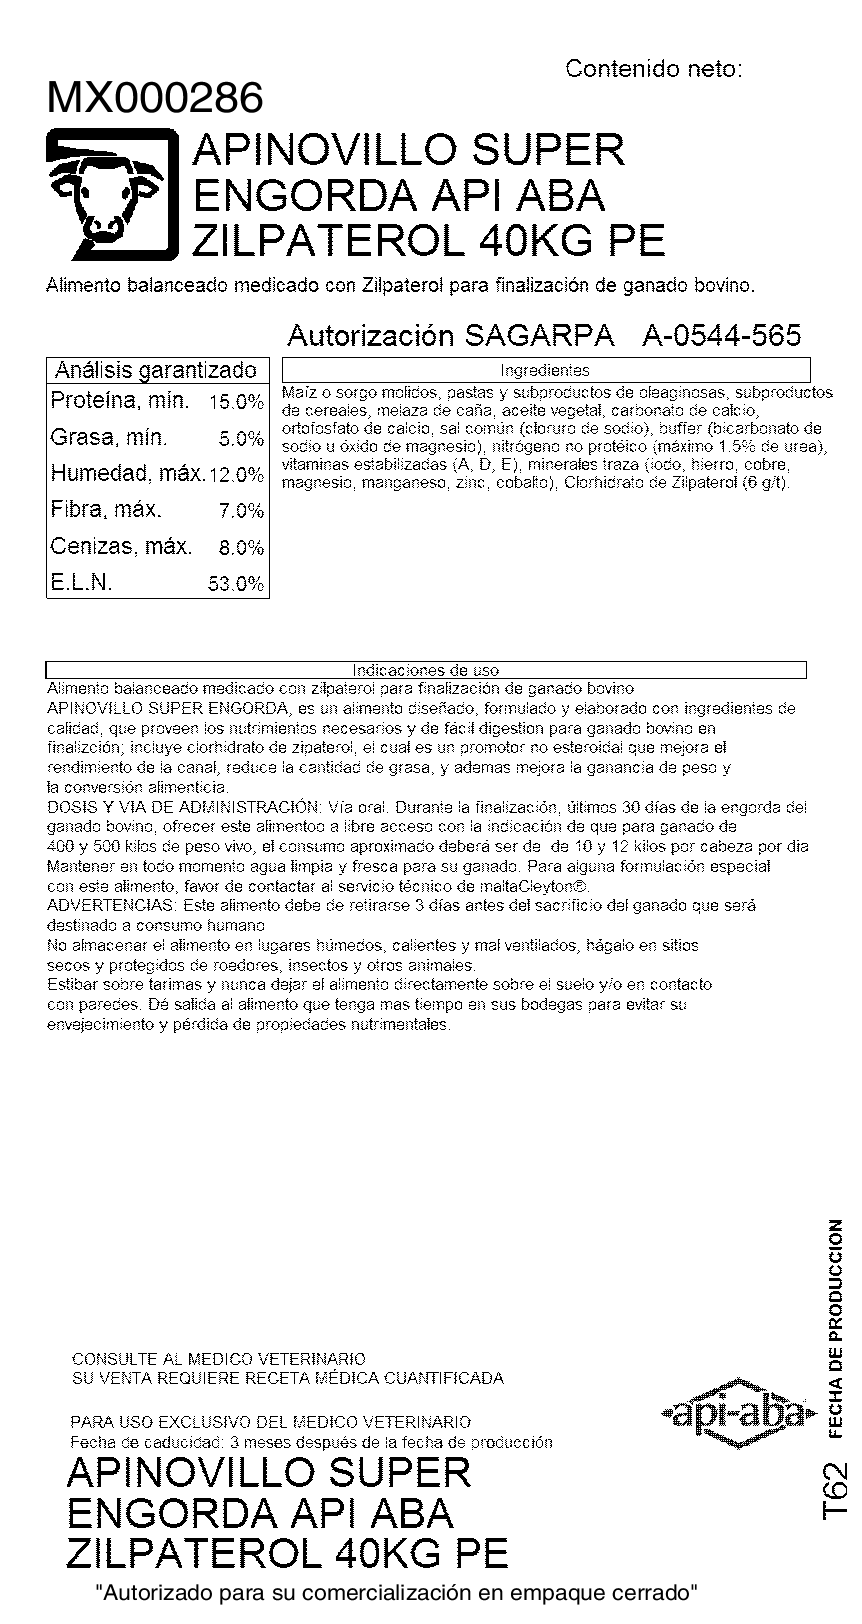 Contenido neto:
MX000286
APINOVILLO SUPER
ENGORDA API ABA
ZILPATEROL 40KG PE
Alimento balanceado medicado con Zilpaterol para finalización de ganado bovino.
Autorización SAGARPA A-0544-565
Análisis garantizado
Proteína, mín. 15.0%
Grasa, mín. 5.0%
Humedad, máx. 12.0%
Fibra, máx. 7.0%
Cenizas, máx. 8.0%
E.L.N. 53.0%
Ingredientes
Maíz o sorgo molidos, pastas y subproductos de oleaginosas, subproductos
de cereales, melaza de caña, aceite vegetal, carbonato de calcio,
ortofosfato de calcio, sal común (cloruro de sodio), buffer (bicarbonato de
sodio u óxido de magnesio), nitrógeno no protéico (máximo 1.5% de urea),
vitaminas estabilizadas (A, D, E), minerales traza (iodo, hierro, cobre,
magnesio, manganeso, zinc, cobalto), Clorhidrato de Zilpaterol (6 g/t).
Indicaciones de uso
Alimento balanceado medicado con zilpaterol para finalización de ganado bovino
APINOVILLO SUPER ENGORDA, es un alimento diseñado, formulado y elaborado con ingredientes de
calidad, que proveen los nutrimientos necesarios y de fácil digestion para ganado bovino en
finalizción; incluye clorhidrato de zipaterol, el cual es un promotor no esteroidal que mejora el
rendimiento de la canal, reduce la cantidad de grasa, y ademas mejora la ganancia de peso y
la conversión alimenticia.
DOSIS Y VIA DE ADMINISTRACIÓN: Vía oral. Durante la finalización, últimos 30 días de la engorda del
ganado bovino, ofrecer este alimentoo a libre acceso con la indicación de que para ganado de
400 y 500 kilos de peso vivo, el consumo aproximado deberá ser de  de 10 y 12 kilos por cabeza por día
Mantener en todo momento agua limpia y fresca para su ganado. Para alguna formulación especial
con este alimento, favor de contactar al servicio técnico de maltaCleyton®.
ADVERTENCIAS: Este alimento debe de retirarse 3 días antes del sacrificio del ganado que será
destinado a consumo humano
No almacenar el alimento en lugares húmedos, calientes y mal ventilados, hágalo en sitios
secos y protegidos de roedores, insectos y otros animales.
Estibar sobre tarimas y nunca dejar el alimento directamente sobre el suelo y/o en contacto
con paredes. Dé salida al alimento que tenga mas tiempo en sus bodegas para evitar su
envejecimiento y pérdida de propiedades nutrimentales.
FECHA DE PRODUCCION
T62
CONSULTE AL MEDICO VETERINARIO
SU VENTA REQUIERE RECETA MÉDICA CUANTIFICADA
api-aba
PARA USO EXCLUSIVO DEL MEDICO VETERINARIO
Fecha de caducidad: 3 meses después de la fecha de producción
APINOVILLO SUPER
ENGORDA API ABA
ZILPATEROL 40KG PE
"Autorizado para su comercialización en empaque cerrado"